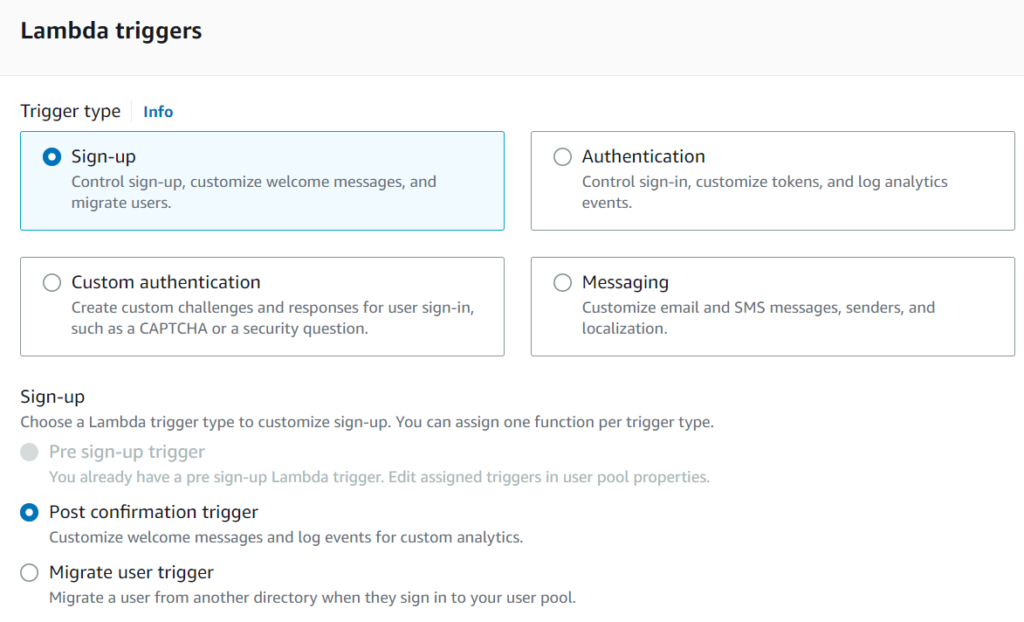 Lambda triggers
Trigger type
Info
Sign-up
Control sign-up, customize welcome messages, and
migrate users.
Authentication
Control sign-in, customize tokens, and log analytics
events.
Custom authentication
Create custom challenges and responses for user sign-in,
such as a CAPTCHA or a security question.
Messaging
Customize email and SMS messages, senders, and
localization.
Sign-up
Choose a Lambda trigger type to customize sign-up. You can assign one function per trigger type.
Pre sign-up trigger
You already have a pre sign-up Lambda trigger. Edit assigned triggers in user pool properties.
Post confirmation trigger
Customize welcome messages and log events for custom analytics.
Migrate user trigger
Migrate a user from another directory when they sign in to your user pool.